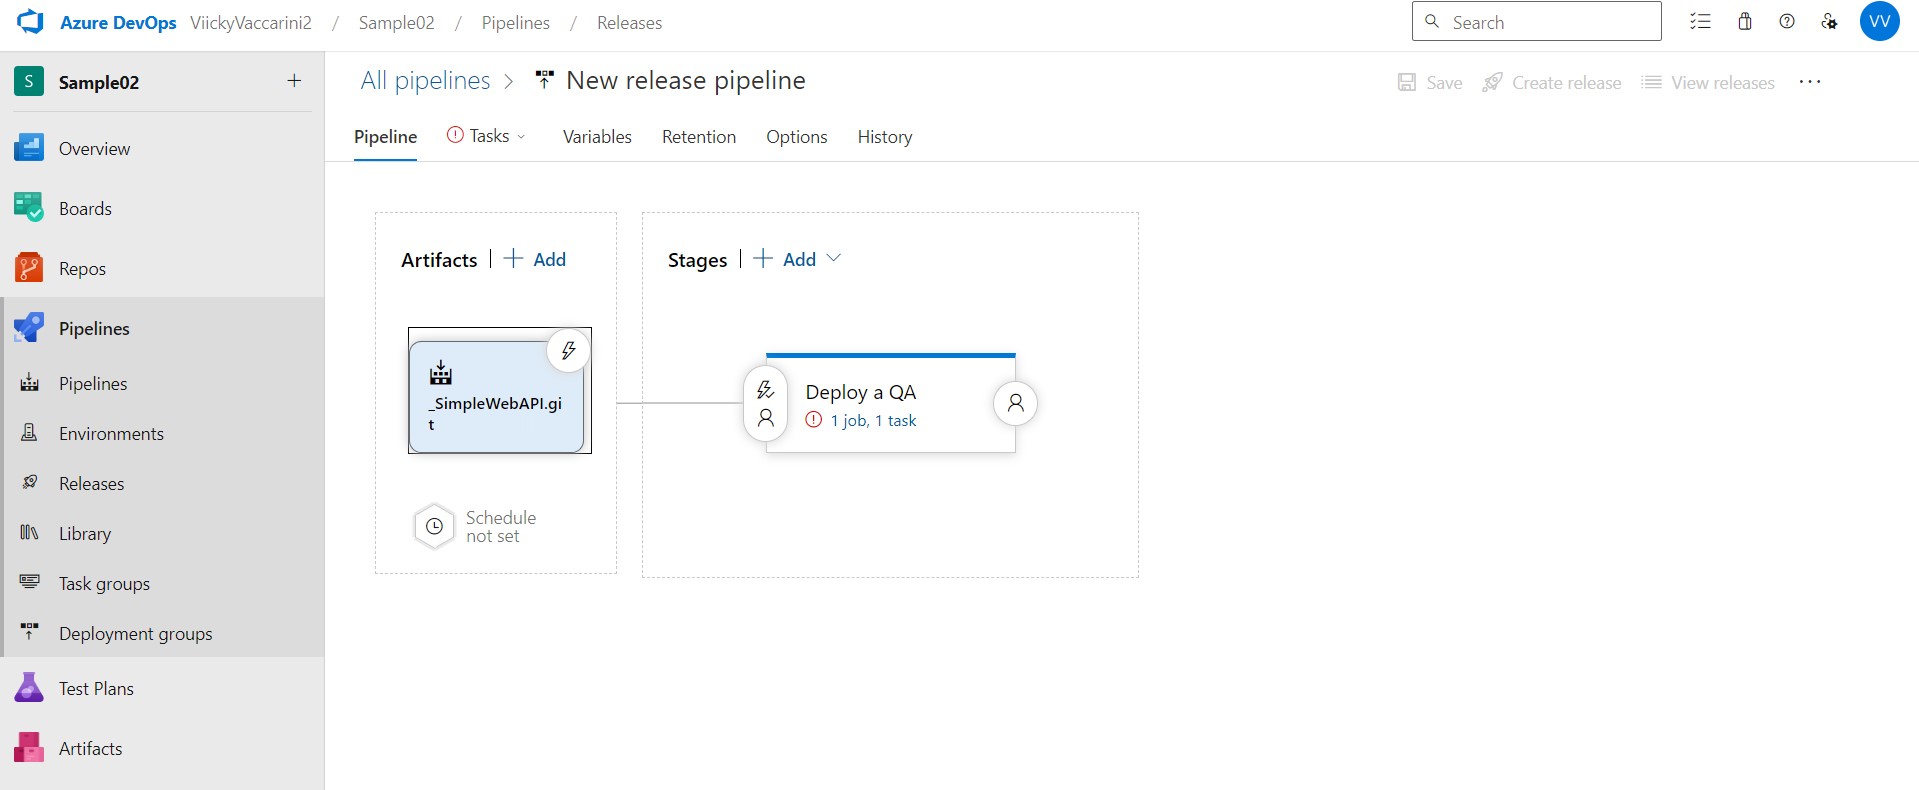 Azure DevOps ViickyVaccarini2 / Sample02 / Pipelines / Releases
Search
VV
S Sample02
Overview
Boards
Repos
Pipelines
Pipelines
Environments
Releases
Library
Task groups
Deployment groups
Test Plans
Artifacts
All pipelines > New release pipeline
Save Create release View releases ...
Pipeline Tasks Variables Retention Options History
Artifacts | + Add
_SimpleWebAPI.gi
t
Schedule
not set
Stages | + Add
Deploy a QA
1 job, 1 task